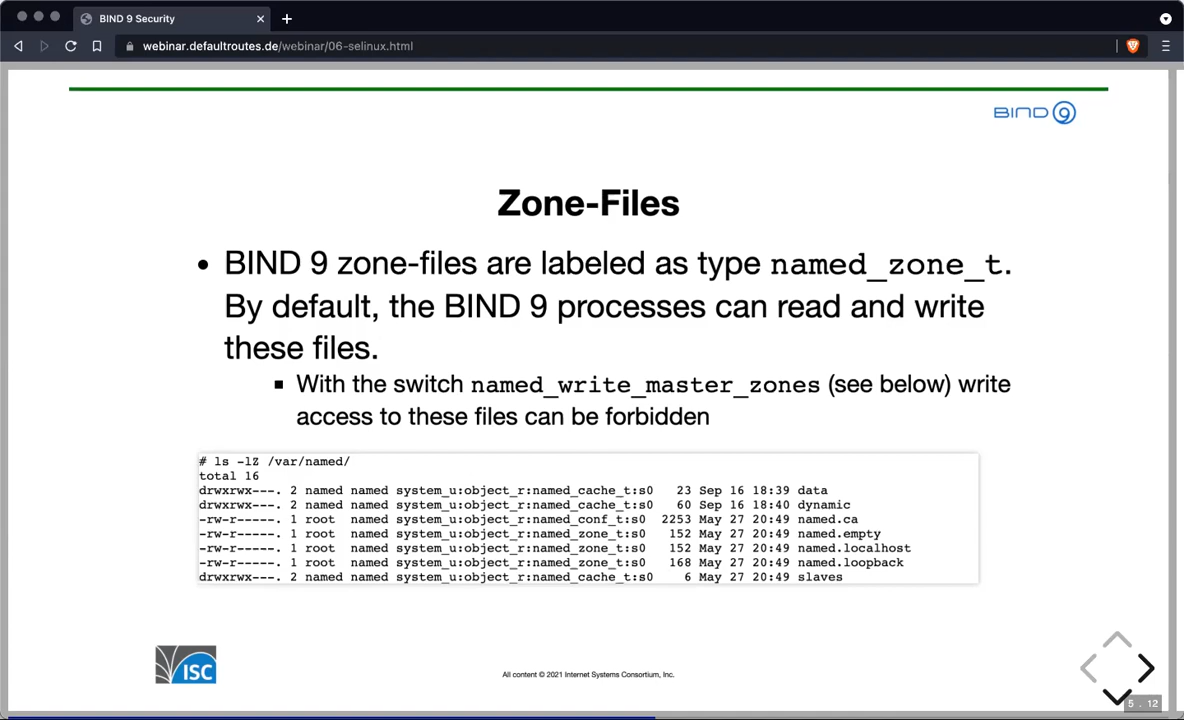 BIND 9 Security
webinar.defaultroutes.de/webinar/06-selinux.html
BIND 9
Zone-Files
• BIND 9 zone-files are labeled as type named_zone_t.
By default, the BIND 9 processes can read and write
these files.
▪ With the switch named_write_master_zones (see below) write
access to these files can be forbidden
# ls -lZ /var/named/
total 16
drwxrwx---. 2 named named system_u:object_r:named_cache_t:s0   23 Sep 16 18:39 data
drwxrwx---. 2 named named system_u:object_r:named_cache_t:s0   60 Sep 16 18:40 dynamic
-rw-r-----. 1 root  named system_u:object_r:named_conf_t:s0  2253 May 27 20:49 named.ca
-rw-r-----. 1 root  named system_u:object_r:named_zone_t:s0   152 May 27 20:49 named.empty
-rw-r-----. 1 root  named system_u:object_r:named_zone_t:s0   152 May 27 20:49 named.localhost
-rw-r-----. 1 root  named system_u:object_r:named_zone_t:s0   168 May 27 20:49 named.loopback
drwxrwx---. 2 named named system_u:object_r:named_cache_t:s0    6 May 27 20:49 slaves
ISC
All content © 2021 Internet Systems Consortium, Inc.
5 . 12